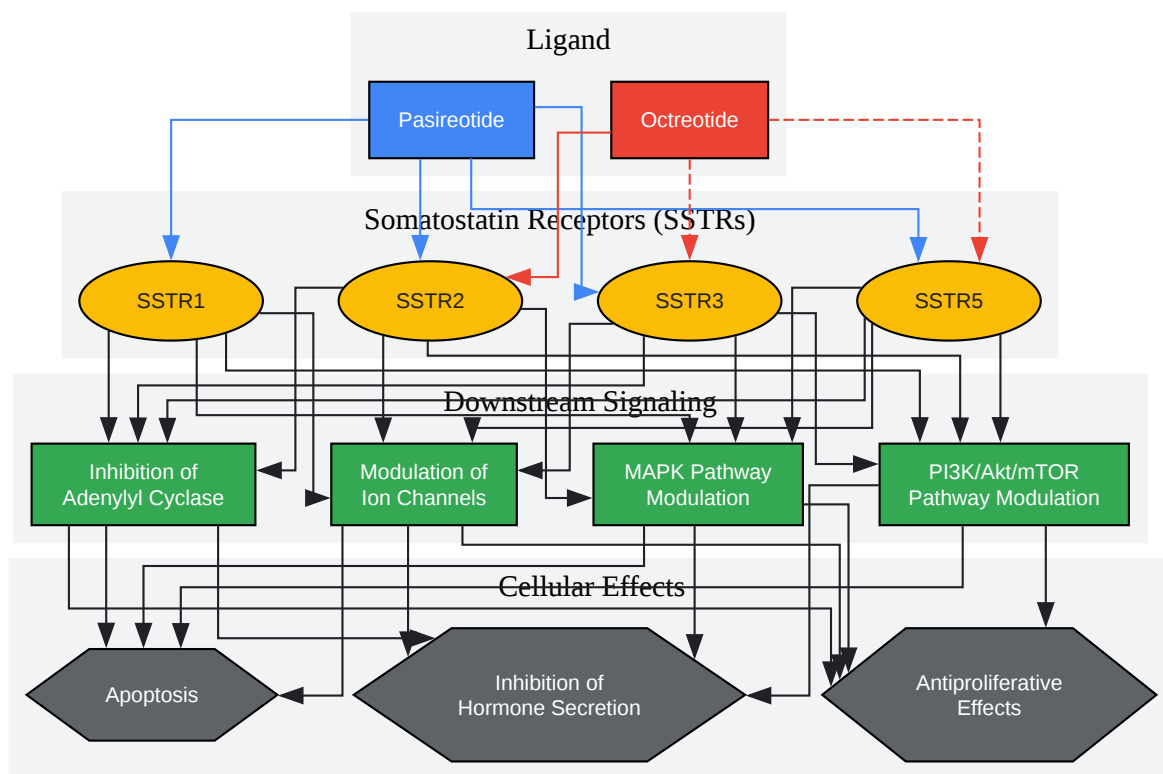 Ligand
Pasireotide
Octreotide
Somatostatin Receptors (SSTRs)
SSTR1
SSTR2
SSTR3
SSTR5
Downstream Signaling
Inhibition of
Adenylyl Cyclase
Modulation of
Ion Channels
MAPK Pathway
Modulation
PI3K/Akt/mTOR
Pathway Modulation
Cellular Effects
Apoptosis
Inhibition of
Hormone Secretion
Antiproliferative
Effects